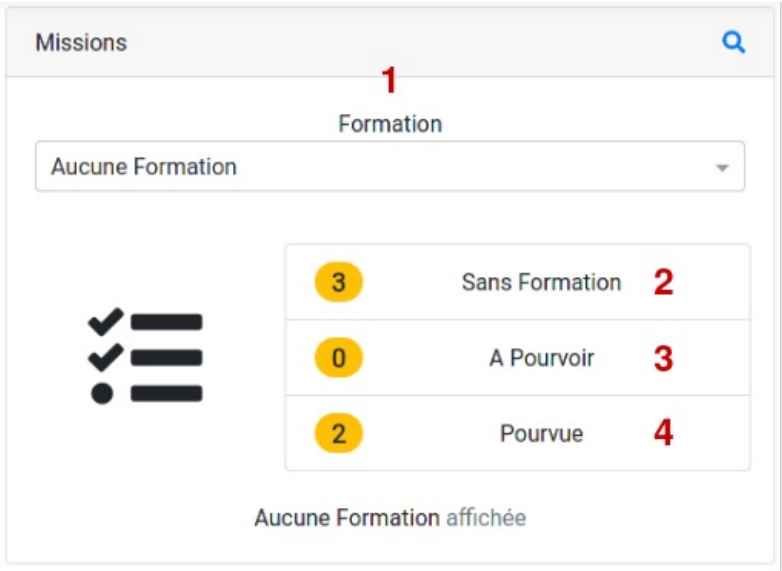 Missions
1
Formation
Aucune Formation
3 Sans Formation 2
0 A Pourvoir 3
2 Pourvue 4
Aucune Formation affichée